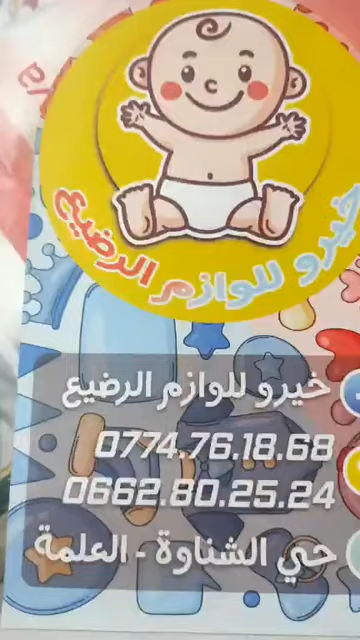 خيرو للوازم الرضيع
خيرو للوازم الرضيع
0774.76.18.68
0662.80.25.24
حي الشناوة - العلمة